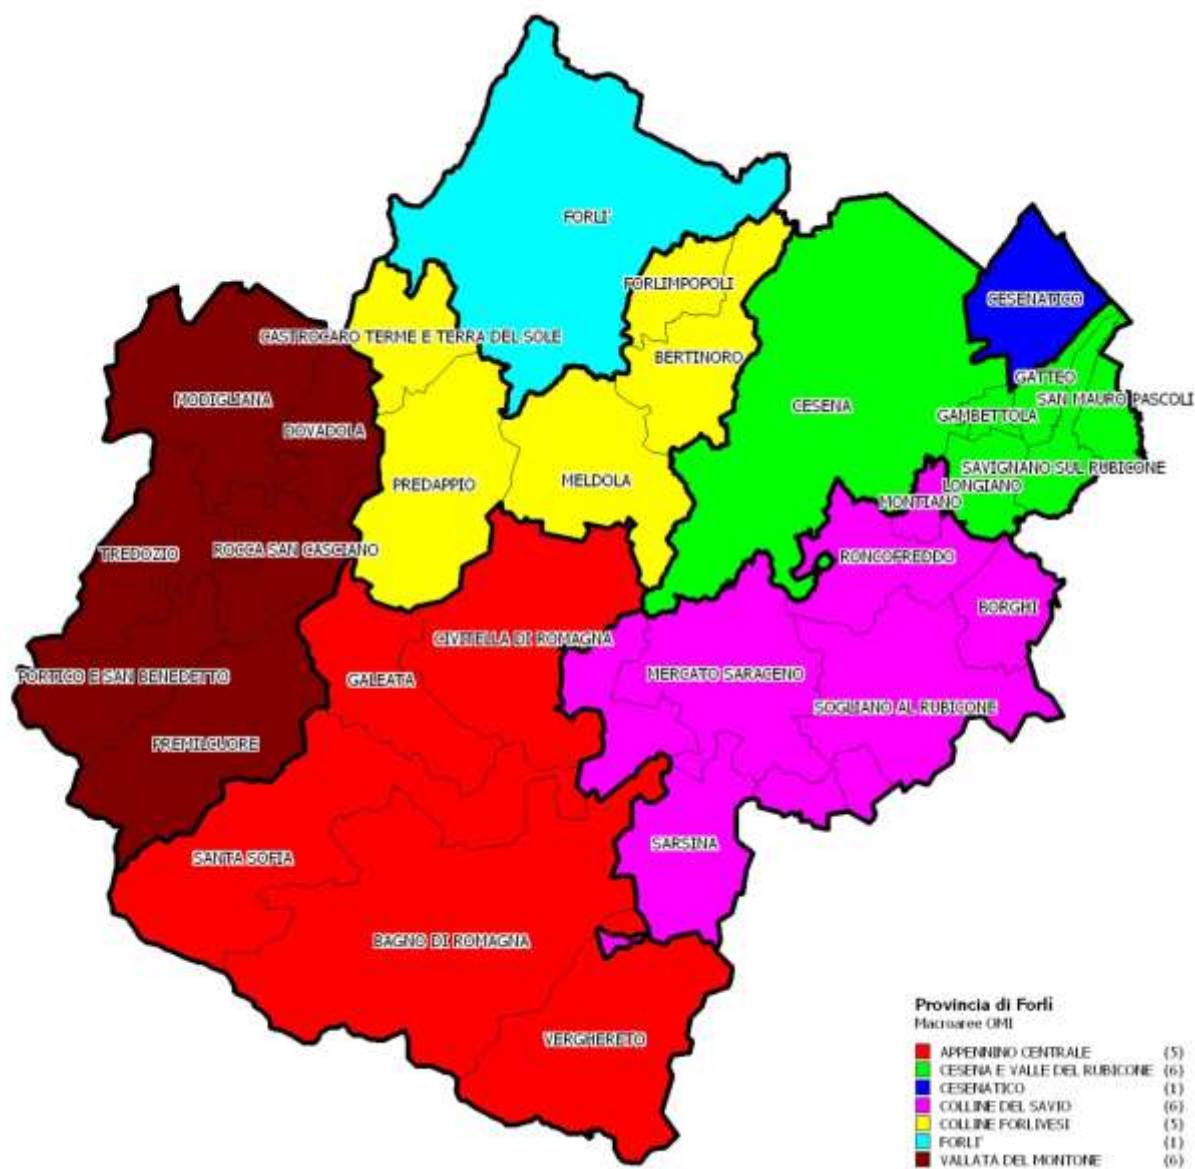 FORLI'
FORLIMPOPOLI
CESENATICO
CASTROCARO TERME E TERRA DEL SOLE
BERTINORO
GATTEO
MODIGLIANA
SAN MAURO PASCOLI
CESENA
GAMBETTOLA
DOVADOLA
SAVIGNANO SUL RUBICONE
PREDAPPIO
MELDOLA
LONGIANO
MONTIANO
TREDOZIO
ROCCA SAN CASCIANO
RONCOFREDDO
BORGHI
CIVITELLA DI ROMAGNA
PORTICO E SAN BENEDETTO
GALEATA
MERCATO SARACENO
SOGLIANO AL RUBICONE
PREMILCUORE
SANTA SOFIA
SARSINA
BAGNO DI ROMAGNA
VERGHERETO
Provincia di Forlì
Macroaree OMI
APPENNINO CENTRALE (5)
CESENA E VALLE DEL RUBICONE (6)
CESENATICO (1)
COLLINE DEL SAVIO (6)
COLLINE FORLIVESI (5)
FORLI' (1)
VALLATA DEL MONTONE (6)